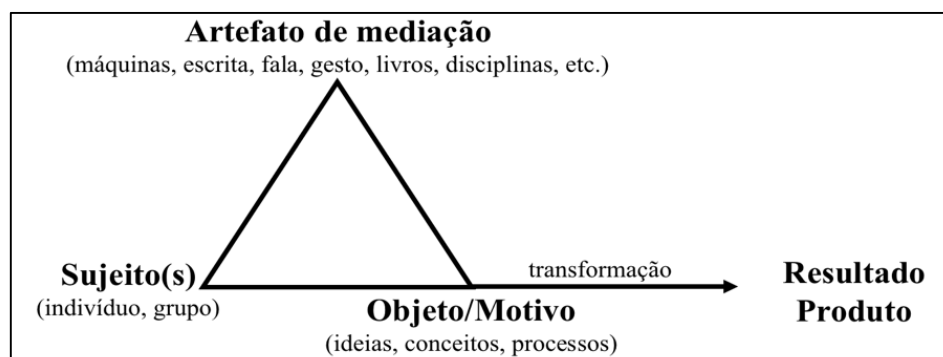 Artefato de mediação
(máquinas, escrita, fala, gesto, livros, disciplinas, etc.)
Sujeito(s)
(indivíduo, grupo)
Objeto/Motivo
(ideias, conceitos, processos)
transformação
Resultado
Produto